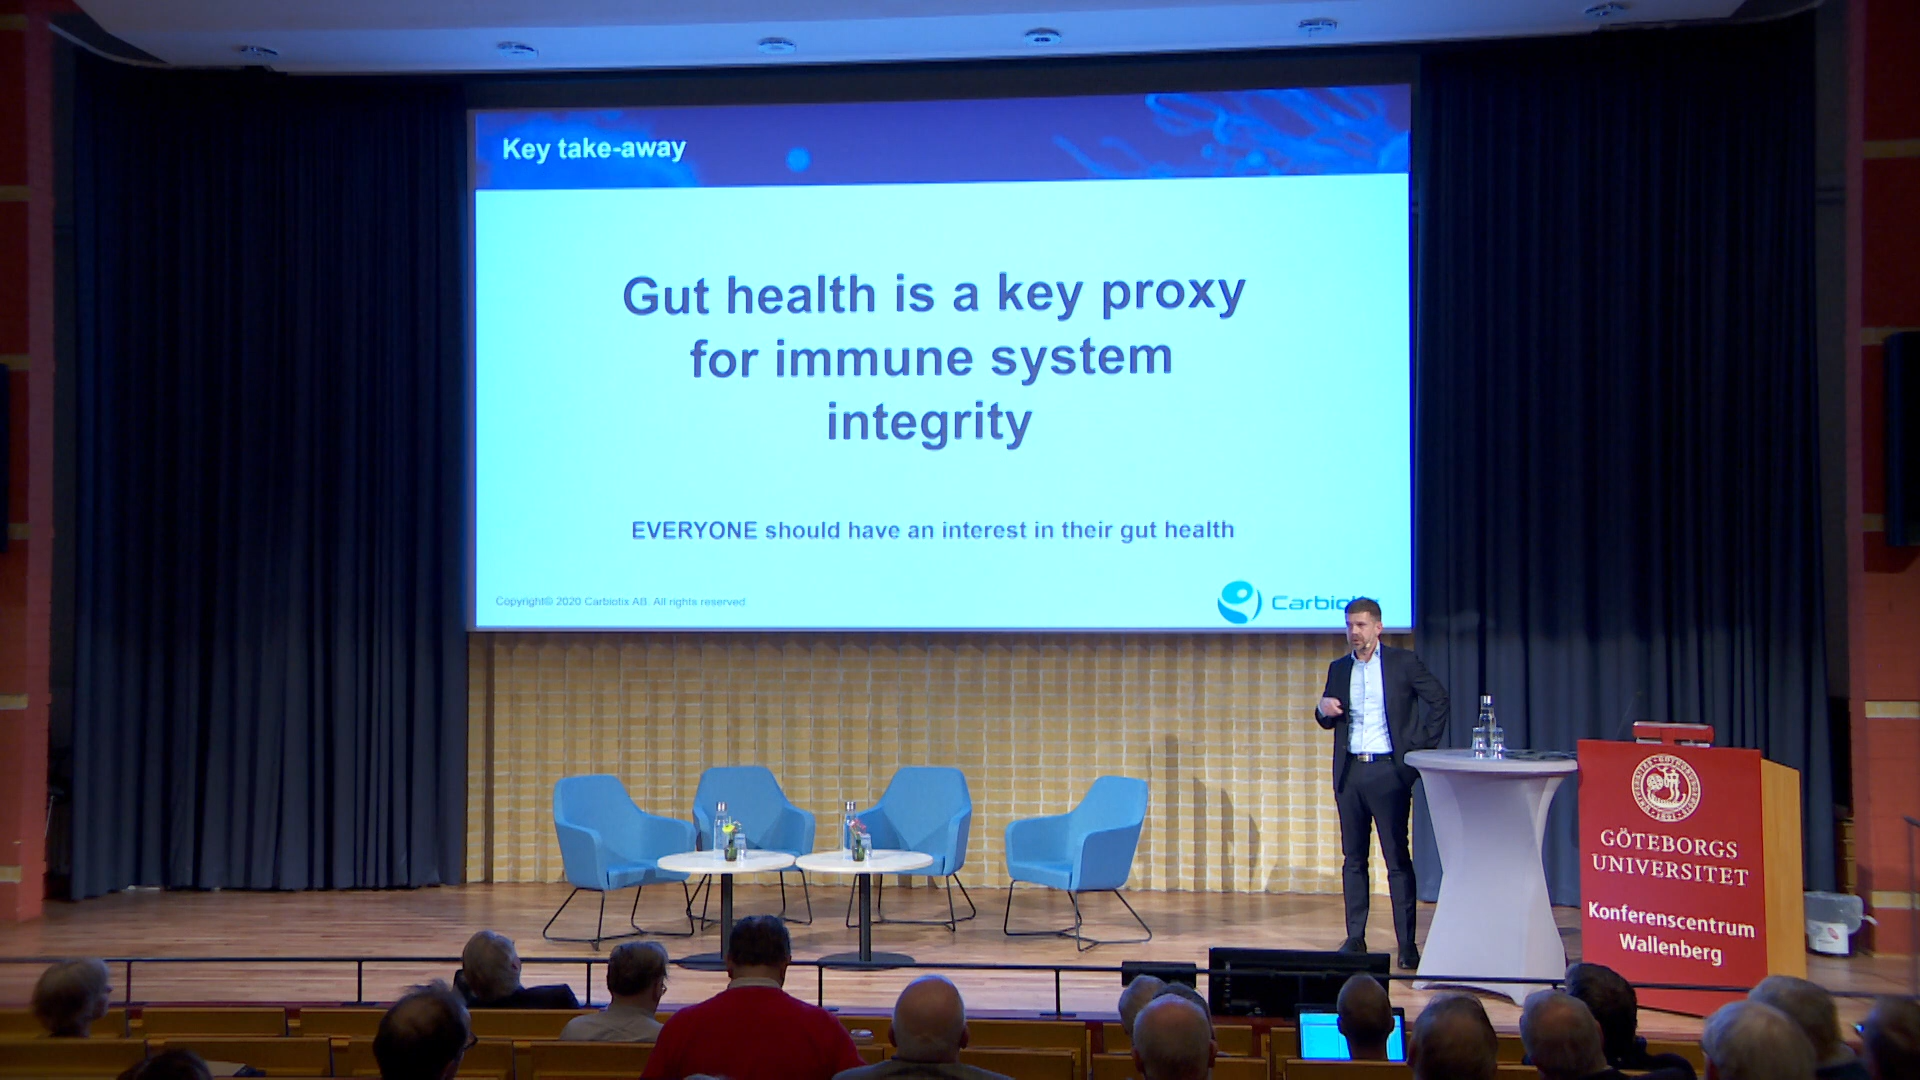 Key take-away
Gut health is a key proxy
for immune system
integrity
EVERYONE should have an interest in their gut health
Copyright© 2020 Carbiotix AB. All rights reserved.
Carbiotix
GÖTEBORGS
UNIVERSITET
Konferenscentrum
Wallenberg